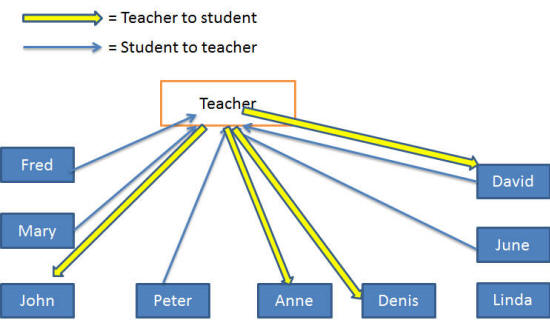 = Teacher to student
= Student to teacher
Teacher
Fred
David
Mary
June
John
Peter
Anne
Denis
Linda